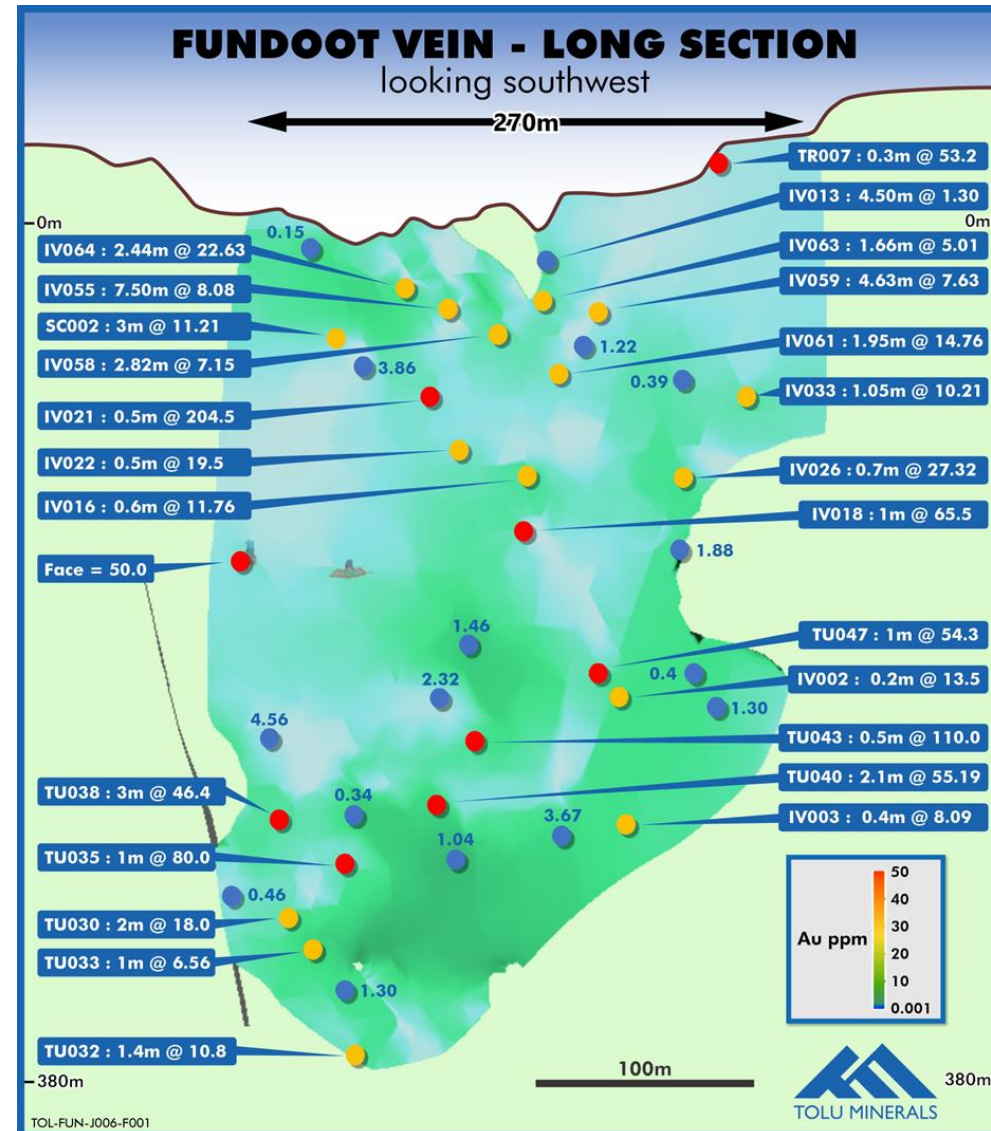 FUNDOOT VEIN - LONG SECTION
looking southwest
270m
TR007 : 0.3m @ 53.2
IV013 : 4.50m @ 1.30
0m
0m
0.15
IV064 : 2.44m @ 22.63
IV063 : 1.66m @ 5.01
IV055 : 7.50m @ 8.08
IV059 : 4.63m @ 7.63
SC002 : 3m @ 11.21
IV058 : 2.82m @ 7.15
1.22
IV061 : 1.95m @ 14.76
3.86
0.39
IV021 : 0.5m @ 204.5
IV033 : 1.05m @ 10.21
IV022 : 0.5m @ 19.5
IV026 : 0.7m @ 27.32
IV016 : 0.6m @ 11.76
IV018 : 1m @ 65.5
1.88
Face = 50.0
1.46
TU047 : 1m @ 54.3
2.32
0.4
IV002 : 0.2m @ 13.5
1.30
4.56
TU043 : 0.5m @ 110.0
TU038 : 3m @ 46.4
0.34
TU040 : 2.1m @ 55.19
3.67
IV003 : 0.4m @ 8.09
1.04
TU035 : 1m @ 80.0
0.46
TU030 : 2m @ 18.0
TU033 : 1m @ 6.56
1.30
TU032 : 1.4m @ 10.8
Au ppm
50
40
30
20
10
0.001
100m
380m
380m
TOLU MINERALS
TOL-FUN-J006-F001